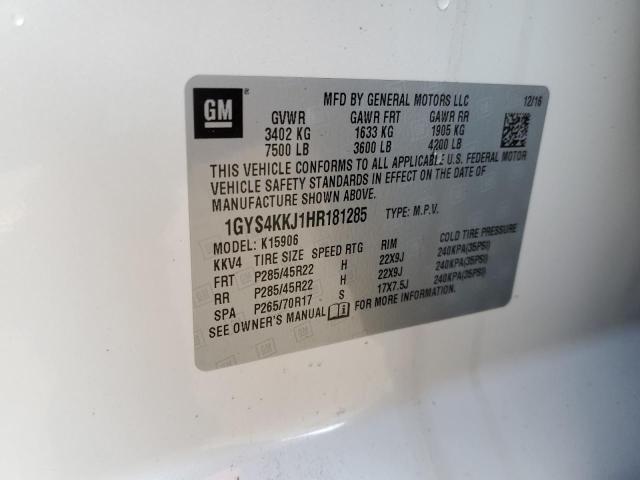 GM
MFD BY GENERAL MOTORS LLC 12/16
GVWR GAWR FRT GAWR RR
3402 KG 1633 KG 1905 KG
7500 LB 3600 LB 4200 LB
THIS VEHICLE CONFORMS TO ALL APPLICABLE U.S. FEDERAL MOTOR
VEHICLE SAFETY STANDARDS IN EFFECT ON THE DATE OF
MANUFACTURE SHOWN ABOVE.
1GYS4KKJ1HR181285 TYPE: M.P.V.
MODEL: K15906
KKV4 TIRE SIZE SPEED RTG RIM COLD TIRE PRESSURE
FRT P285/45R22 H 22X9J 240KPA(35PSI)
RR P285/45R22 H 22X9J 240KPA(35PSI)
SPA P265/70R17 S 17X7.5J 240KPA(35PSI)
SEE OWNER'S MANUAL FOR MORE INFORMATION.